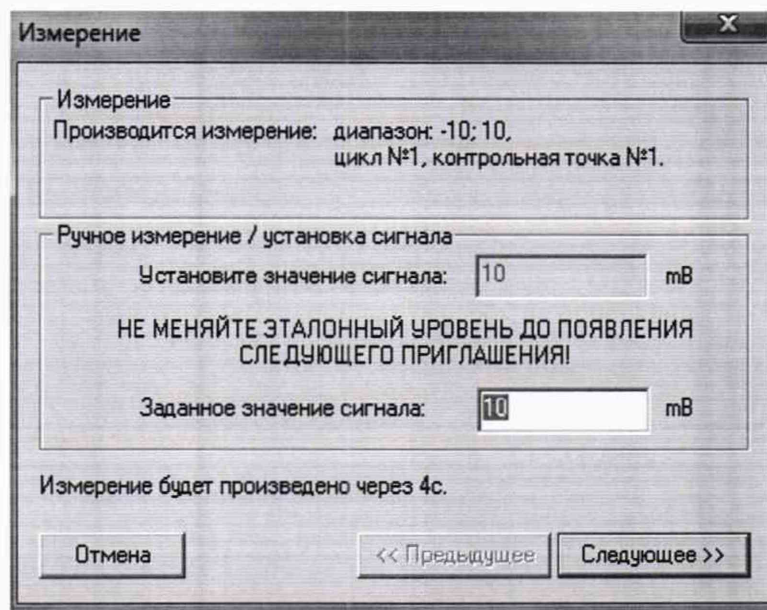 Измерение
X
Измерение
Производится измерение: диапазон: -10; 10,
цикл №1, контрольная точка №1.
Ручное измерение / установка сигнала
Установите значение сигнала: 10 mВ
НЕ МЕНЯЙТЕ ЭТАЛОННЫЙ УРОВЕНЬ ДО ПОЯВЛЕНИЯ
СЛЕДУЮЩЕГО ПРИГЛАШЕНИЯ!
Заданное значение сигнала: 10 mВ
Измерение будет произведено через 4с.
Отмена << Предыдущее Следующее >>